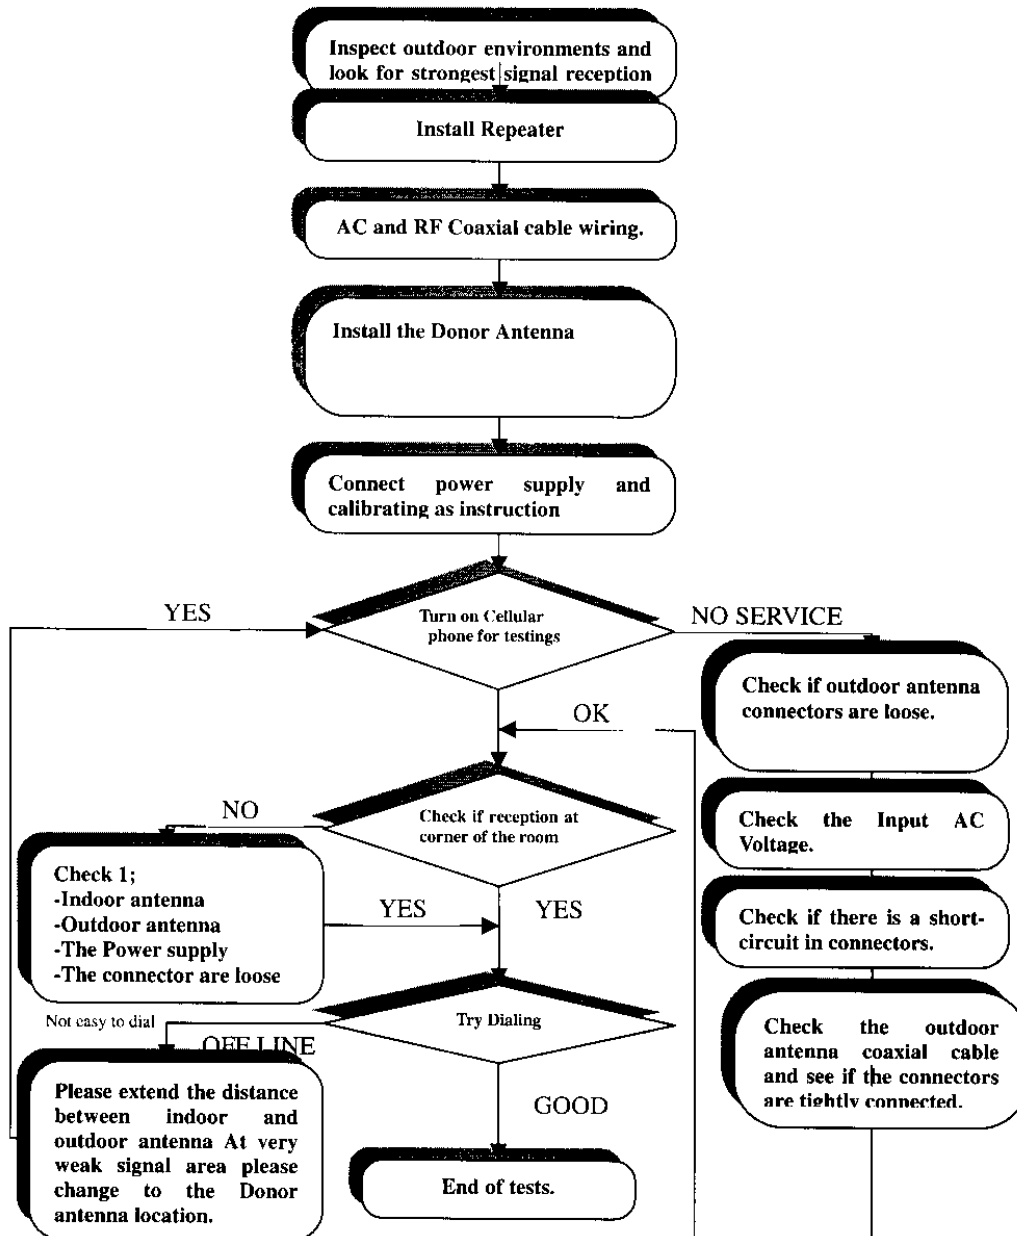 Inspect outdoor environments and
look for strongest signal reception
Install Repeater
AC and RF Coaxial cable wiring.
Install the Donor Antenna
Connect power supply and
calibrating as instruction
YES
Turn on Cellular
phone for testings
NO SERVICE
Check if outdoor antenna
connectors are loose.
OK
NO
Check if reception at
corner of the room
Check the Input AC
Voltage.
Check 1;
-Indoor antenna
-Outdoor antenna
-The Power supply
-The connector are loose
YES
YES
Check if there is a short-
circuit in connectors.
Not easy to dial
OFF LINE
Try Dialing
Check the outdoor
antenna coaxial cable
and see if the connectors
are tightly connected.
Please extend the distance
between indoor and
outdoor antenna At very
weak signal area please
change to the Donor
antenna location.
GOOD
End of tests.